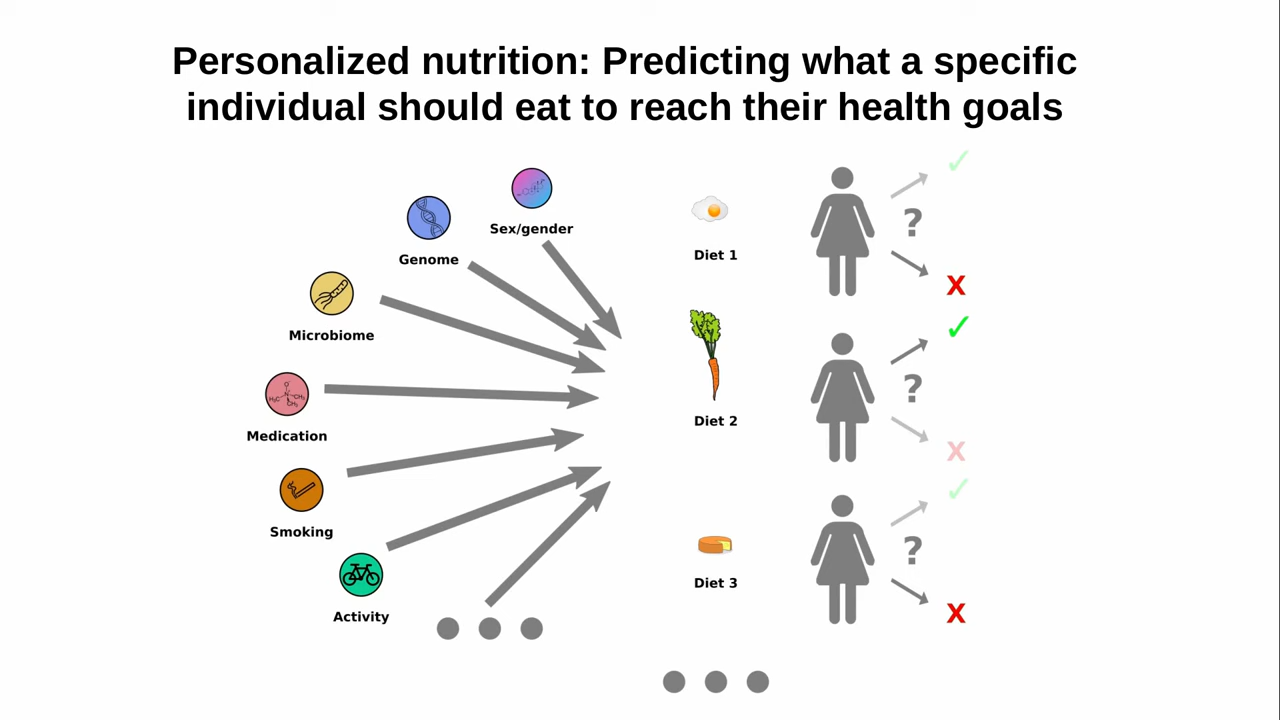 Personalized nutrition: Predicting what a specific
individual should eat to reach their health goals
Sex/gender
Genome
Microbiome
Medication
Smoking
Activity
Diet 1
?
X
Diet 2
?
X
Diet 3
?
X